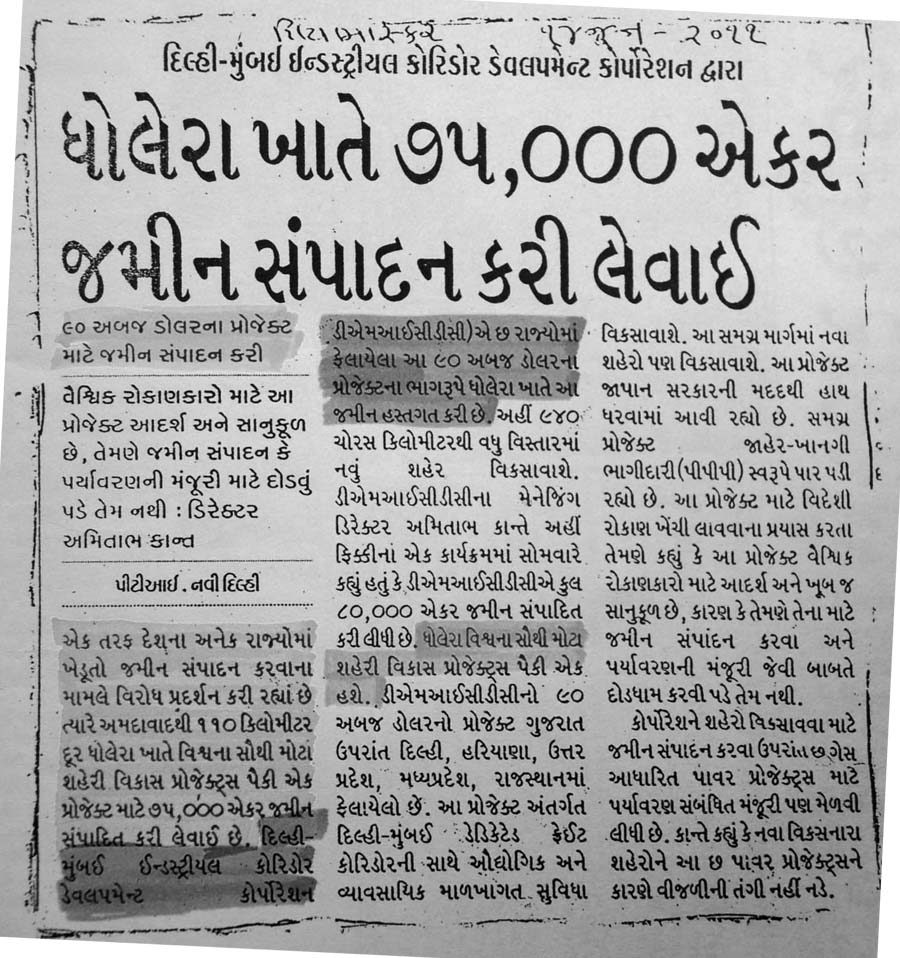 દિવ્યભાસ્કર ૧૪જૂન - ૨૦૧૧
દિલ્હી-મુંબઇ ઈન્ડસ્ટ્રીયલ કોરિડોર ડેવલપમેન્ટ કોર્પોરેશન દ્વારા
ધોલેરા ખાતે ૭૫,૦૦૦ એકર
જમીન સંપાદન કરી લેવાઈ
૯૦ અબજ ડોલરના પ્રોજેક્ટ
માટે જમીન સંપાદન કરી
વૈશ્વિક રોકાણકારો માટે આ
પ્રોજેક્ટ આદર્શ અને સાનુકૂળ
છે, તેમણે જમીન સંપાદન કે
પર્યાવરણની મંજૂરી માટે દોડવું
પડે તેમ નથી : ડિરેક્ટર
અમિતાભ કાન્ત
પીટીઆઈ . નવી દિલ્હી
એક તરફ દેશના અનેક રાજ્યોમાં
ખેડૂતો જમીન સંપાદન કરવાના
મામલે વિરોધ પ્રદર્શન કરી રહ્યાં છે
ત્યારે અમદાવાદથી ૧૧૦ કિલોમીટર
દૂર ધોલેરા ખાતે વિશ્વના સૌથી મોટાં
શહેરી વિકાસ પ્રોજેક્ટ્સ પૈકી એક
પ્રોજેક્ટ માટે ૭૫,૦૦૦ એકર જમીન
સંપાદિત કરી લેવાઈ છે. દિલ્હી-
મુંબઈ ઈન્ડસ્ટ્રીયલ કોરિડોર
ડેવલપમેન્ટ કોર્પોરેશન
ડીએમઆઈસીડીસી)એ છ રાજ્યોમાં
ફેલાયેલા આ ૯૦ અબજ ડોલરના
પ્રોજેક્ટના ભાગરૂપે ધોલેરા ખાતે આ
જમીન હસ્તગત કરી છે. અહીં ૯૪૦
ચોરસ કિલોમીટરથી વધુ વિસ્તારમાં
નવું શહેર વિકસાવાશે.
ડીએમઆઈસીડીસીના મેનેજિંગ
ડિરેક્ટર અમિતાભ કાન્તે અહીં
ફિક્કીનાં એક કાર્યક્રમમાં સોમવારે
કહ્યું હતું કે ડીએમઆઈસીડીસીએ કુલ
૮૦,૦૦૦ એકર જમીન સંપાદિત
કરી લીધી છે. ધોલેરા વિશ્વના સૌથી મોટા
શહેરી વિકાસ પ્રોજેક્ટ્સ પૈકી એક
હશે. ડીએમઆઈસીડીસીનો ૯૦
અબજ ડોલરનો પ્રોજેક્ટ ગુજરાત
ઉપરાંત દિલ્હી, હરિયાણા, ઉત્તર
પ્રદેશ, મધ્યપ્રદેશ, રાજસ્થાનમાં
ફેલાયેલો છે. આ પ્રોજેક્ટ અંતર્ગત
દિલ્હી-મુંબઈ ડેડિકેટેડ ફ્રેઈટ
કોરિડોરની સાથે ઔદ્યોગિક અને
વ્યાવસાયિક માળખાંગત સુવિધા
વિકસાવાશે. આ સમગ્ર માર્ગમાં નવા
શહેરો પણ વિકસાવાશે. આ પ્રોજેક્ટ
જાપાન સરકારની મદદથી હાથ
ધરવામાં આવી રહ્યો છે. સમગ્ર
પ્રોજેક્ટ જાહેર-ખાનગી
ભાગીદારી(પીપીપી) સ્વરૂપે પાર પડી
રહ્યો છે. આ પ્રોજેક્ટ માટે વિદેશી
રોકાણ ખેંચી લાવવાના પ્રયાસ કરતા
તેમણે કહ્યું કે આ પ્રોજેક્ટ વૈશ્વિક
રોકાણકારો માટે આદર્શ અને ખૂબ જ
સાનુકૂળ છે, કારણ કે તેમણે તેના માટે
જમીન સંપાંદન કરવા અને
પર્યાવરણની મંજૂરી જેવી બાબતે
દોડધામ કરવી પડે તેમ નથી.
કોર્પોરેશને શહેરો વિકસાવવા માટે
જમીન સંપાદન કરવા ઉપરાંત છ ગેસ
આધારિત પાવર પ્રોજેક્ટ્સ માટે
પર્યાવરણ સંબંધિત મંજૂરી પણ મેળવી
લીધી છે. કાન્તે કહ્યું કે નવા વિકસનારા
શહેરોને આ છ પાવર પ્રોજેક્ટ્સને
કારણે વીજળીની તંગી નહીં નડે.